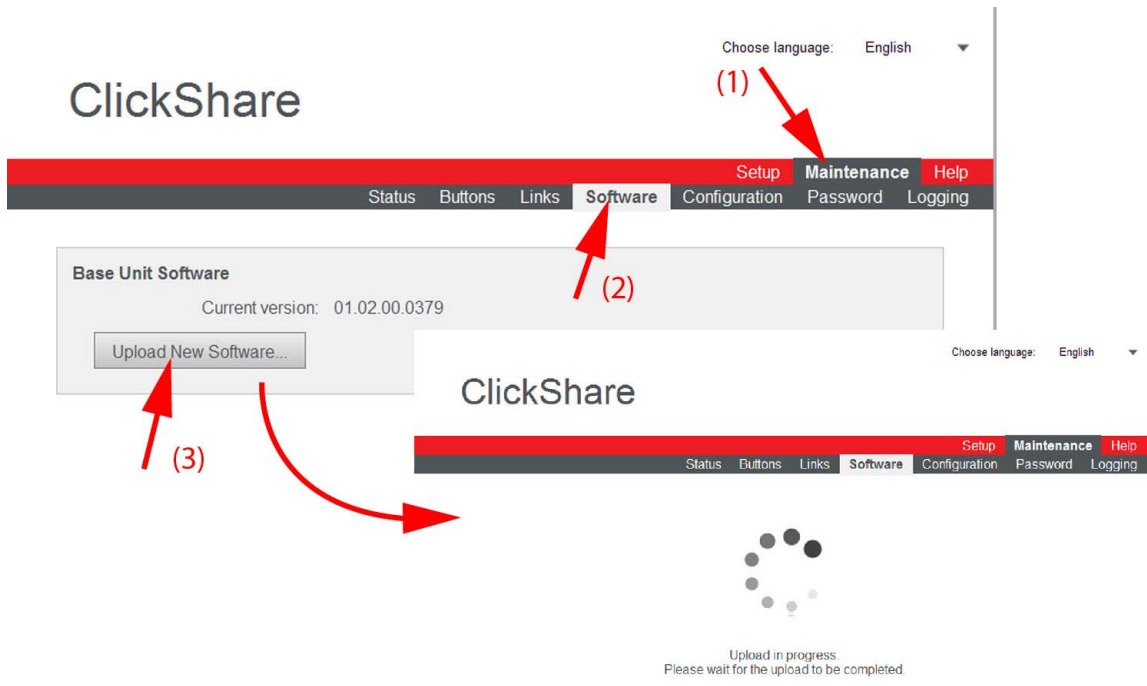 Choose language: English
(1)
ClickShare
Setup Maintenance Help
Status Buttons Links Software Configuration Password Logging
(2)
Base Unit Software
Current version: 01.02.00.0379
Upload New Software...
(3)
Choose language: English
ClickShare
Setup Maintenance Help
Status Buttons Links Software Configuration Password Logging
Upload in progress.
Please wait for the upload to be completed.